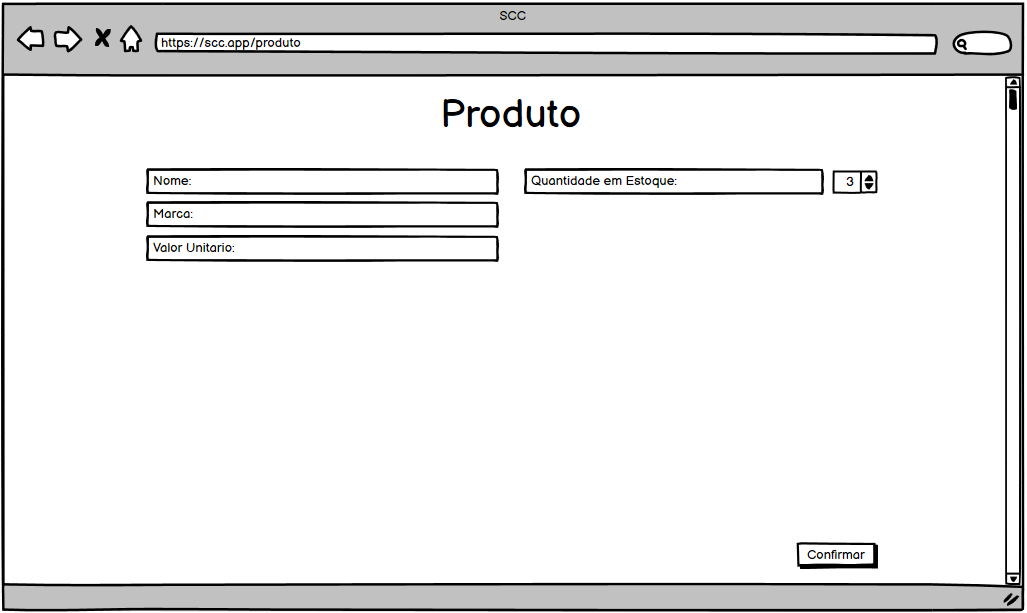 SCC
https://scc.app/produto
Produto
Nome:
Quantidade em Estoque:
3
Marca:
Valor Unitario:
Confirmar